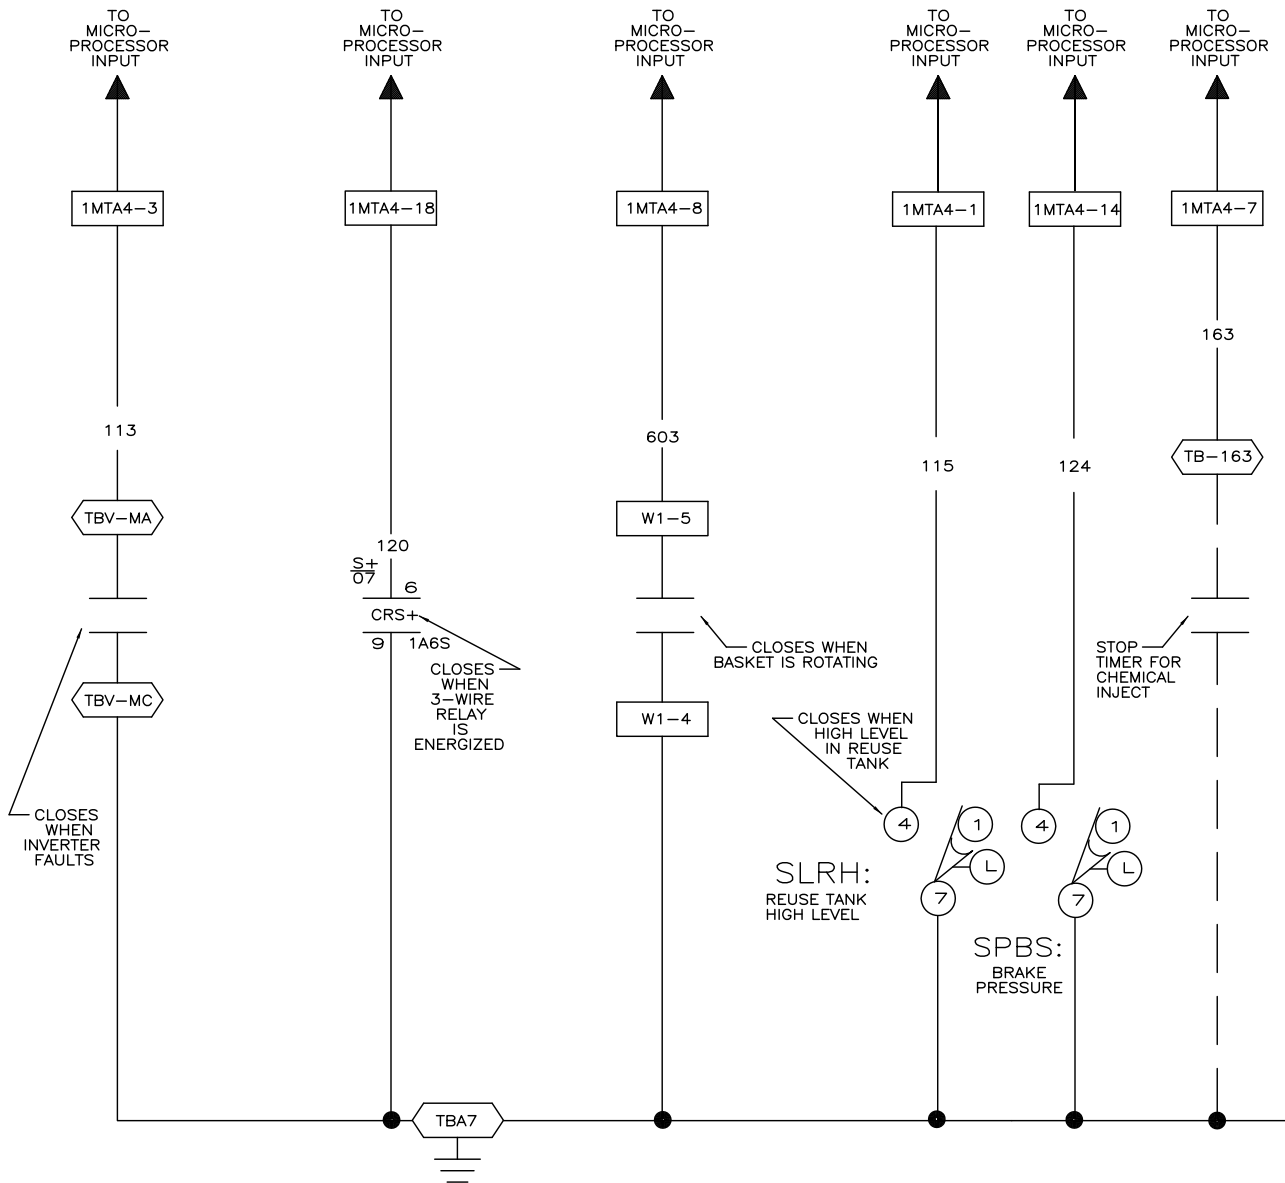 TO
MICRO-
PROCESSOR
INPUT
TO
MICRO-
PROCESSOR
INPUT
TO
MICRO-
PROCESSOR
INPUT
TO
MICRO-
PROCESSOR
INPUT
TO
MICRO-
PROCESSOR
INPUT
TO
MICRO-
PROCESSOR
INPUT
1MTA4-3
1MTA4-18
1MTA4-8
1MTA4-1
1MTA4-14
1MTA4-7
163
113
603
115
124
TB-163
TBV-MA
W1-5
120
S+
07
6
CRS+
9
1A6S
CLOSES
WHEN
3-WIRE
RELAY
IS
ENERGIZED
CLOSES WHEN
BASKET IS ROTATING
STOP
TIMER FOR
CHEMICAL
INJECT
TBV-MC
W1-4
CLOSES WHEN
HIGH LEVEL
IN REUSE
TANK
CLOSES
WHEN
INVERTER
FAULTS
4
1
L
7
SLRH:
REUSE TANK
HIGH LEVEL
4
1
L
7
SPBS:
BRAKE
PRESSURE
TBA7